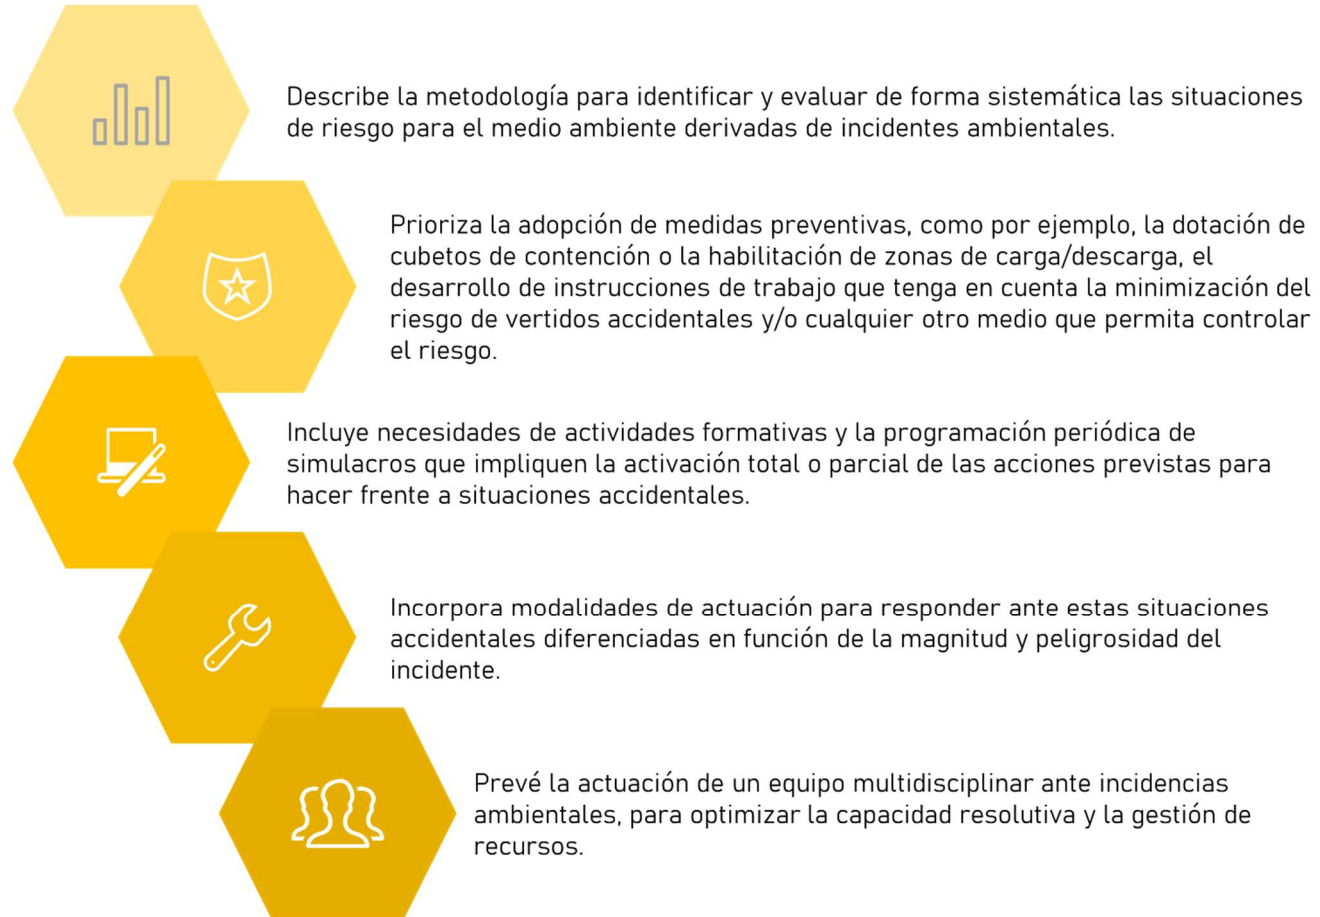 Describe la metodología para identificar y evaluar de forma sistemática las situaciones
de riesgo para el medio ambiente derivadas de incidentes ambientales.
Prioriza la adopción de medidas preventivas, como por ejemplo, la dotación de
cubetos de contención o la habilitación de zonas de carga/descarga, el
desarrollo de instrucciones de trabajo que tenga en cuenta la minimización del
riesgo de vertidos accidentales y/o cualquier otro medio que permita controlar
el riesgo.
Incluye necesidades de actividades formativas y la programación periódica de
simulacros que impliquen la activación total o parcial de las acciones previstas para
hacer frente a situaciones accidentales.
Incorpora modalidades de actuación para responder ante estas situaciones
accidentales diferenciadas en función de la magnitud y peligrosidad del
incidente.
Prevé la actuación de un equipo multidisciplinar ante incidencias
ambientales, para optimizar la capacidad resolutiva y la gestión de
recursos.